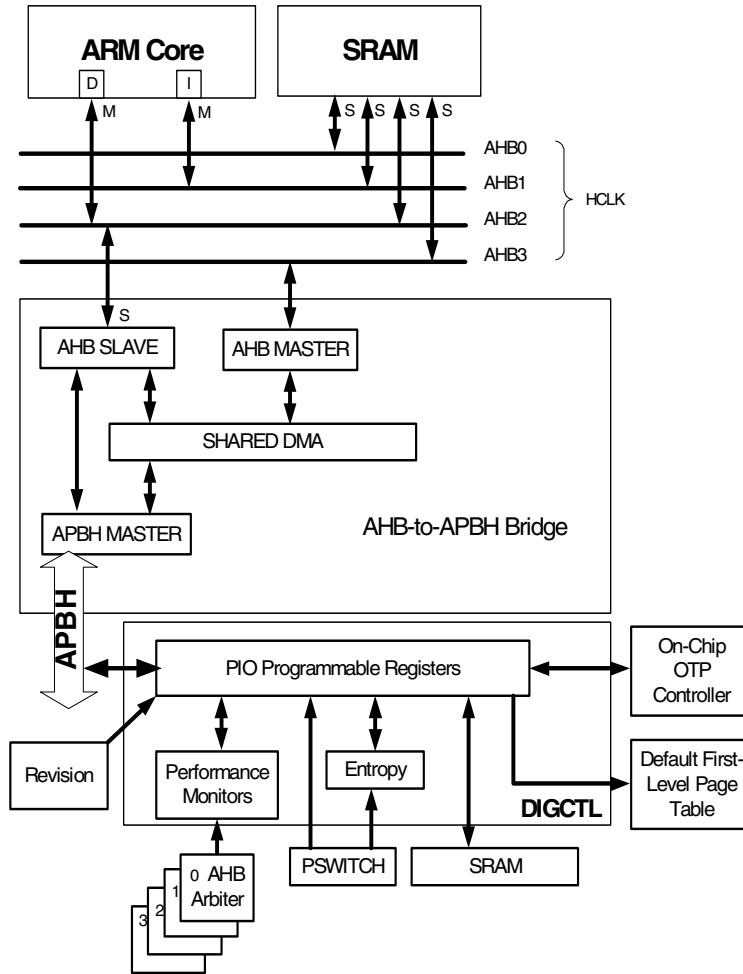 ARM Core
SRAM
D
I
M
M
S
S
S
S
AHB0
AHB1
AHB2
AHB3
HCLK
S
AHB SLAVE
AHB MASTER
SHARED DMA
APBH MASTER
AHB-to-APBH Bridge
APBH
PIO Programmable Registers
On-Chip
OTP
Controller
Revision
Performance
Monitors
Entropy
Default First-
Level Page
Table
DIGCTL
PSWITCH
SRAM
0 AHB
Arbiter
1
2
3